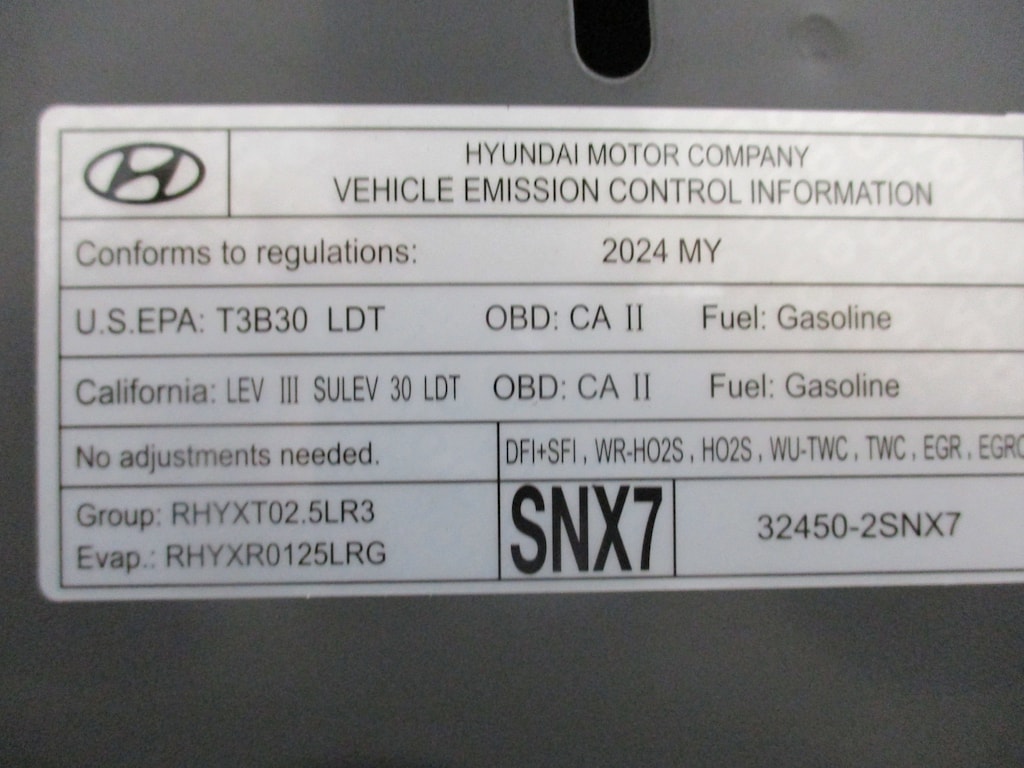 HYUNDAI MOTOR COMPANY
VEHICLE EMISSION CONTROL INFORMATION
Conforms to regulations: 2024 MY
U.S.EPA: T3B30 LDT OBD: CA II Fuel: Gasoline
California: LEV III SULEV 30 LDT OBD: CA II Fuel: Gasoline
No adjustments needed. DFI+SFI , WR-HO2S , HO2S , WU-TWC , TWC , EGR , EGRC
Group: RHYXT02.5LR3
Evap.: RHYXR0125LRG
SNX7
32450-2SNX7